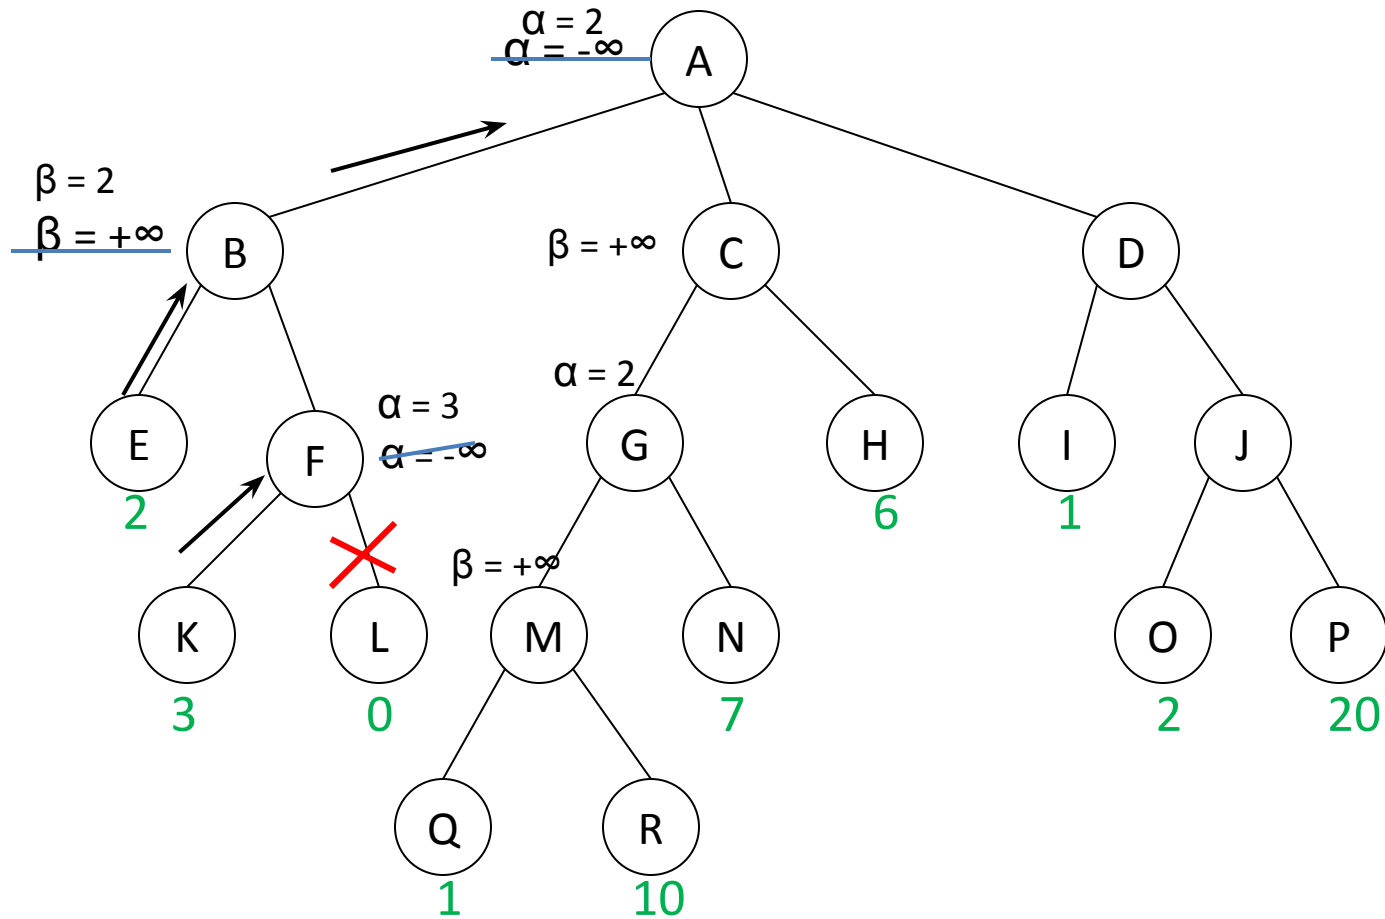 α = 2
α = -∞
A
β = 2
β = +∞
B
β = +∞
C
D
α = 2
α = 3
α = -∞
E
F
G
H
I
J
2
6
1
β = +∞
K
L
M
N
O
P
3
0
7
2
20
Q
R
1
10